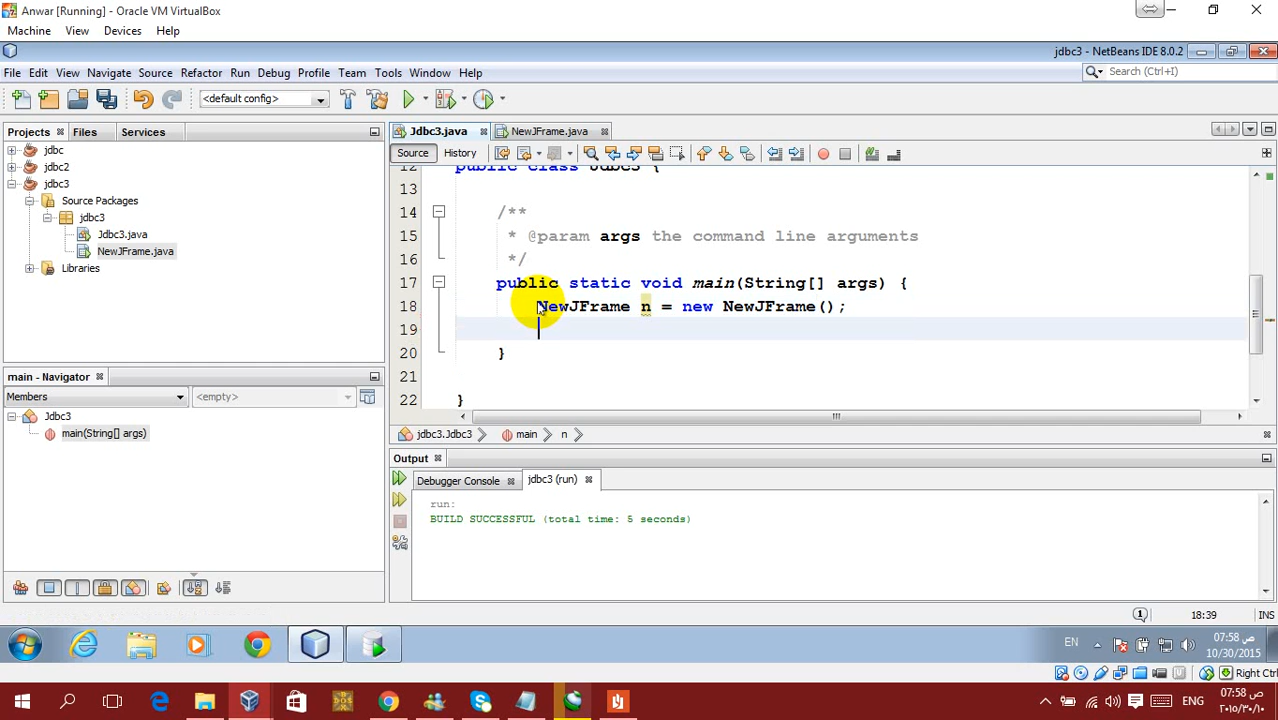 Anwar [Running] - Oracle VM VirtualBox
Machine View Devices Help
jdbc3 - NetBeans IDE 8.0.2
File Edit View Navigate Source Refactor Run Debug Profile Team Tools Window Help
Search (Ctrl+I)
<default config>
Projects Files Services
Jdbc3.java NewJFrame.java
Source History
jdbc
jdbc2
jdbc3
Source Packages
jdbc3
Jdbc3.java
NewJFrame.java
Libraries
12 public class Jdbc3 {
13
14 /**
15 * @param args the command line arguments
16 */
17 public static void main(String[] args) {
18 NewJFrame n = new NewJFrame();
19
20 }
21
22 }
main - Navigator
Members <empty>
Jdbc3
main(String[] args)
jdbc3.Jdbc3 main n
Output
Debugger Console jdbc3 (run)
run:
BUILD SUCCESSFUL (total time: 5 seconds)
1 18:39 INS
EN
07:58 ص
10/30/2015
Right Ctrl
ENG
07:58 ص
٢٠١٥/٣٠/١٠